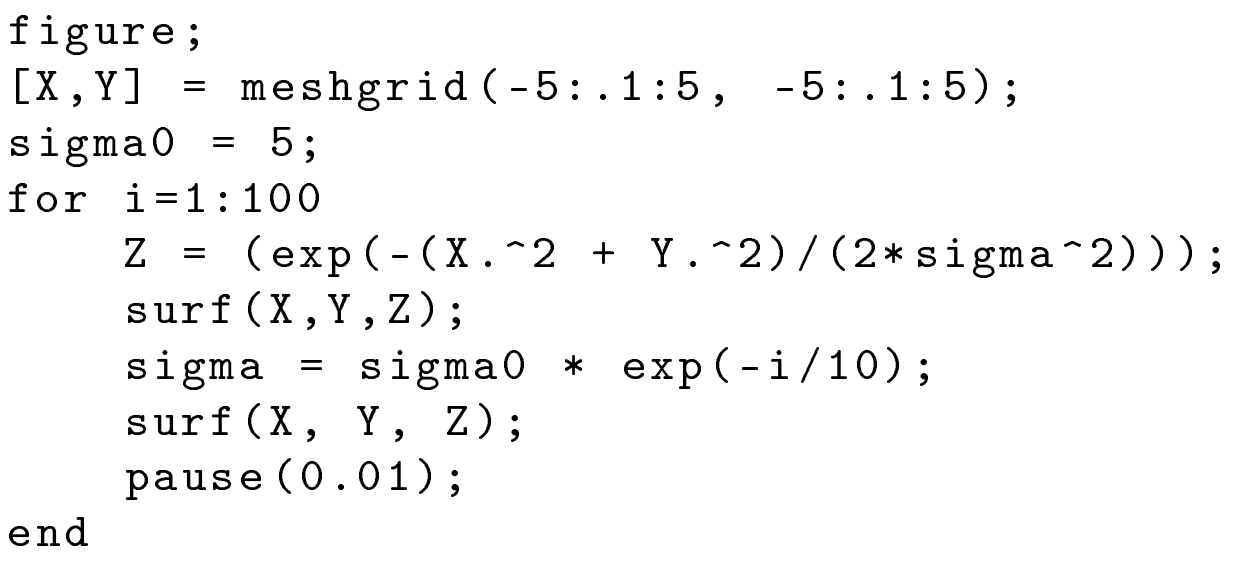 figure;
[X,Y] = meshgrid(-5:.1:5, -5:.1:5);
sigma0 = 5;
for i=1:100
    Z = (exp(-(X.^2 + Y.^2)/(2*sigma^2)));
    surf(X,Y,Z);
    sigma = sigma0 * exp(-i/10);
    surf(X, Y, Z);
    pause(0.01);
end